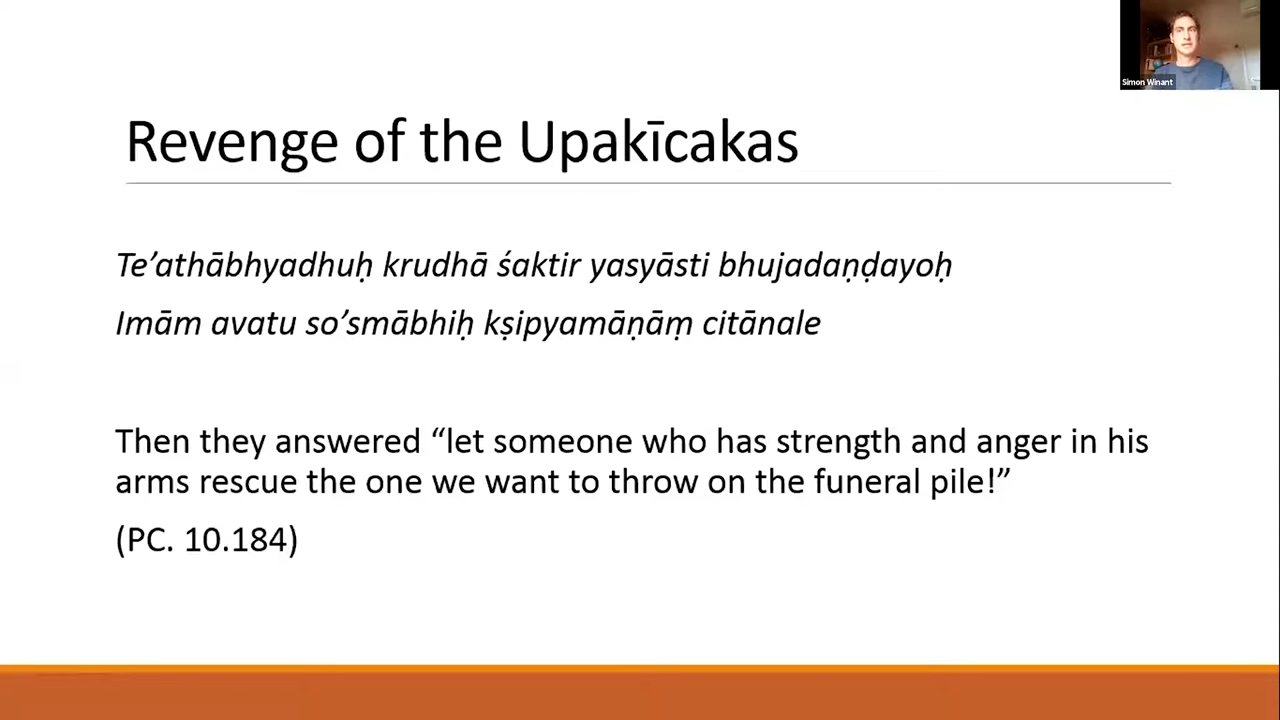 Simon Winant
Revenge of the Upakīcakas
Te’athābhyadhuḥ krudhā śaktir yasyāsti bhujadaṇḍayoḥ
Imām avatu so’smābhiḥ kṣipyamāṇāṃ citānale
Then they answered “let someone who has strength and anger in his
arms rescue the one we want to throw on the funeral pile!”
(PC. 10.184)